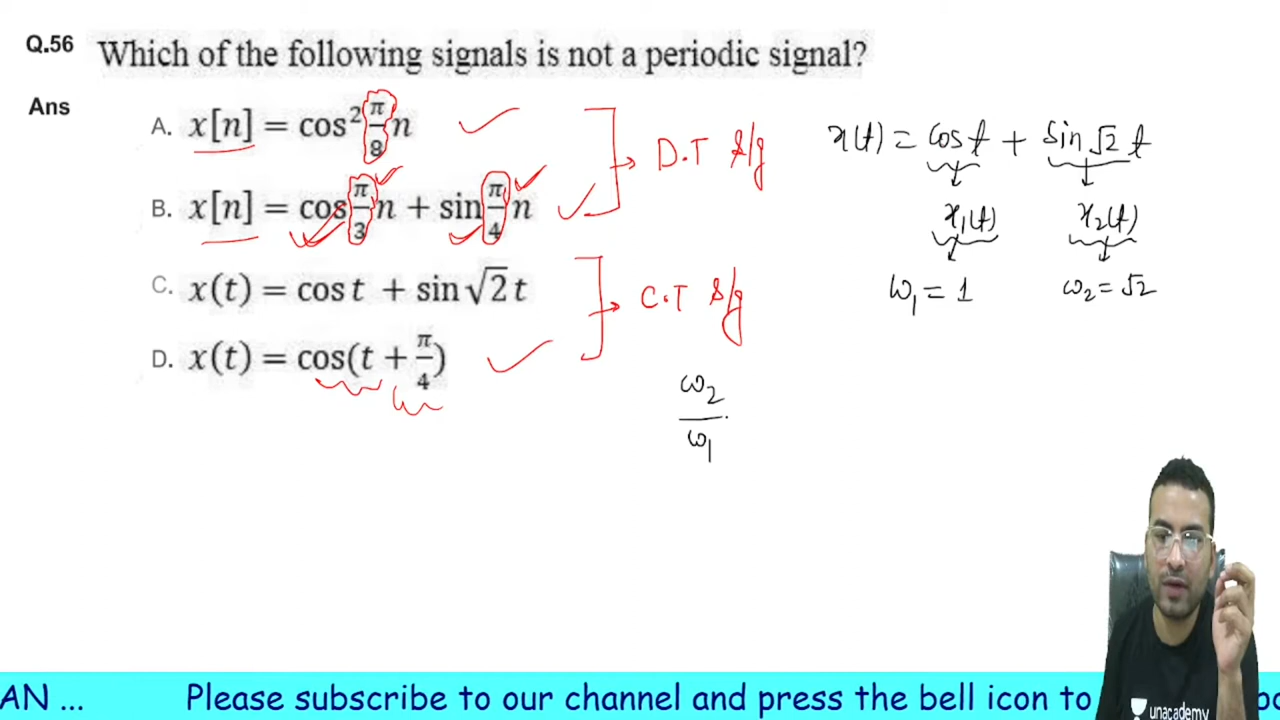 Q.56 Which of the following signals is not a periodic signal?
Ans
A. x[n] = cos² π/8 n
B. x[n] = cos π/3 n + sin π/4 n
C. x(t) = cos t + sin √2 t
D. x(t) = cos(t + π/4)
D.T S/g
C.T S/g
x(t) = cos t + sin √2 t
x₁(t) x₂(t)
ω₁ = 1 ω₂ = √2
ω₂/ω₁
AN ... Please subscribe to our channel and press the bell icon to
unacademy